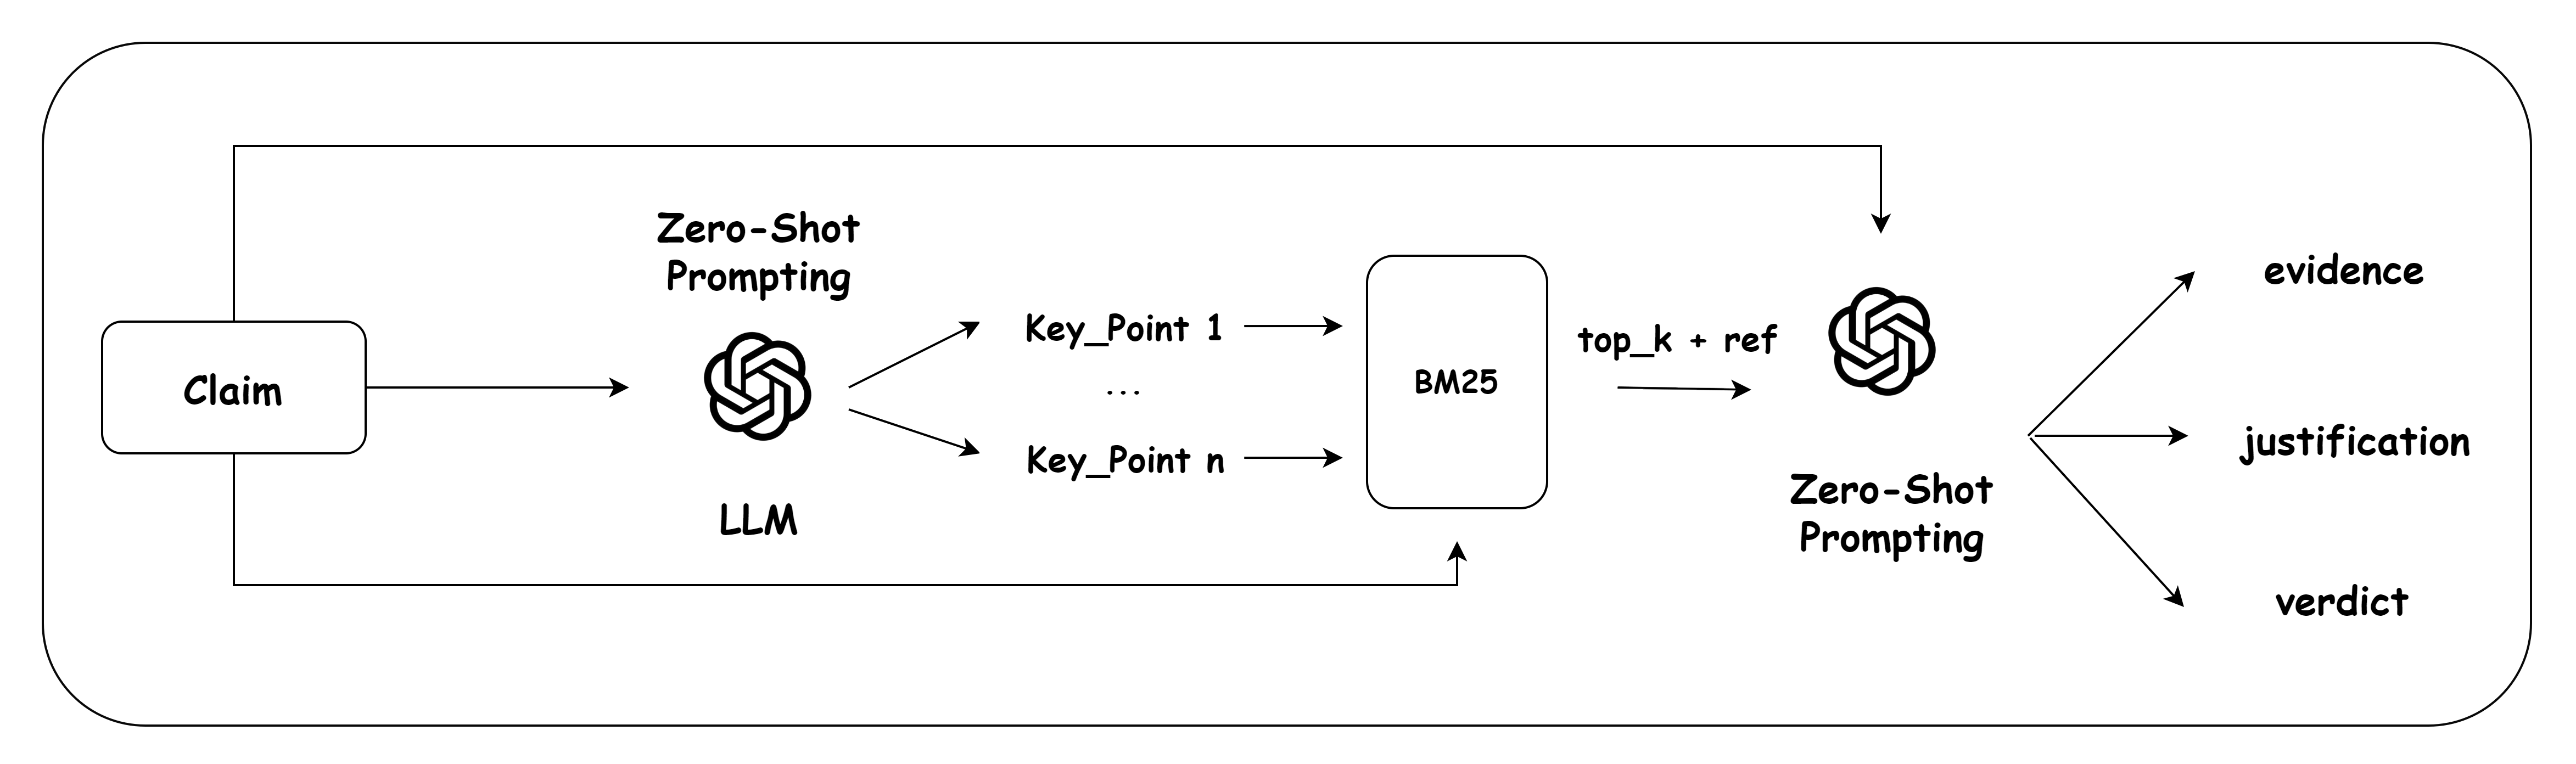 Claim
Zero-Shot
Prompting
LLM
Key_Point 1
...
Key_Point n
BM25
top_k + ref
Zero-Shot
Prompting
evidence
justification
verdict